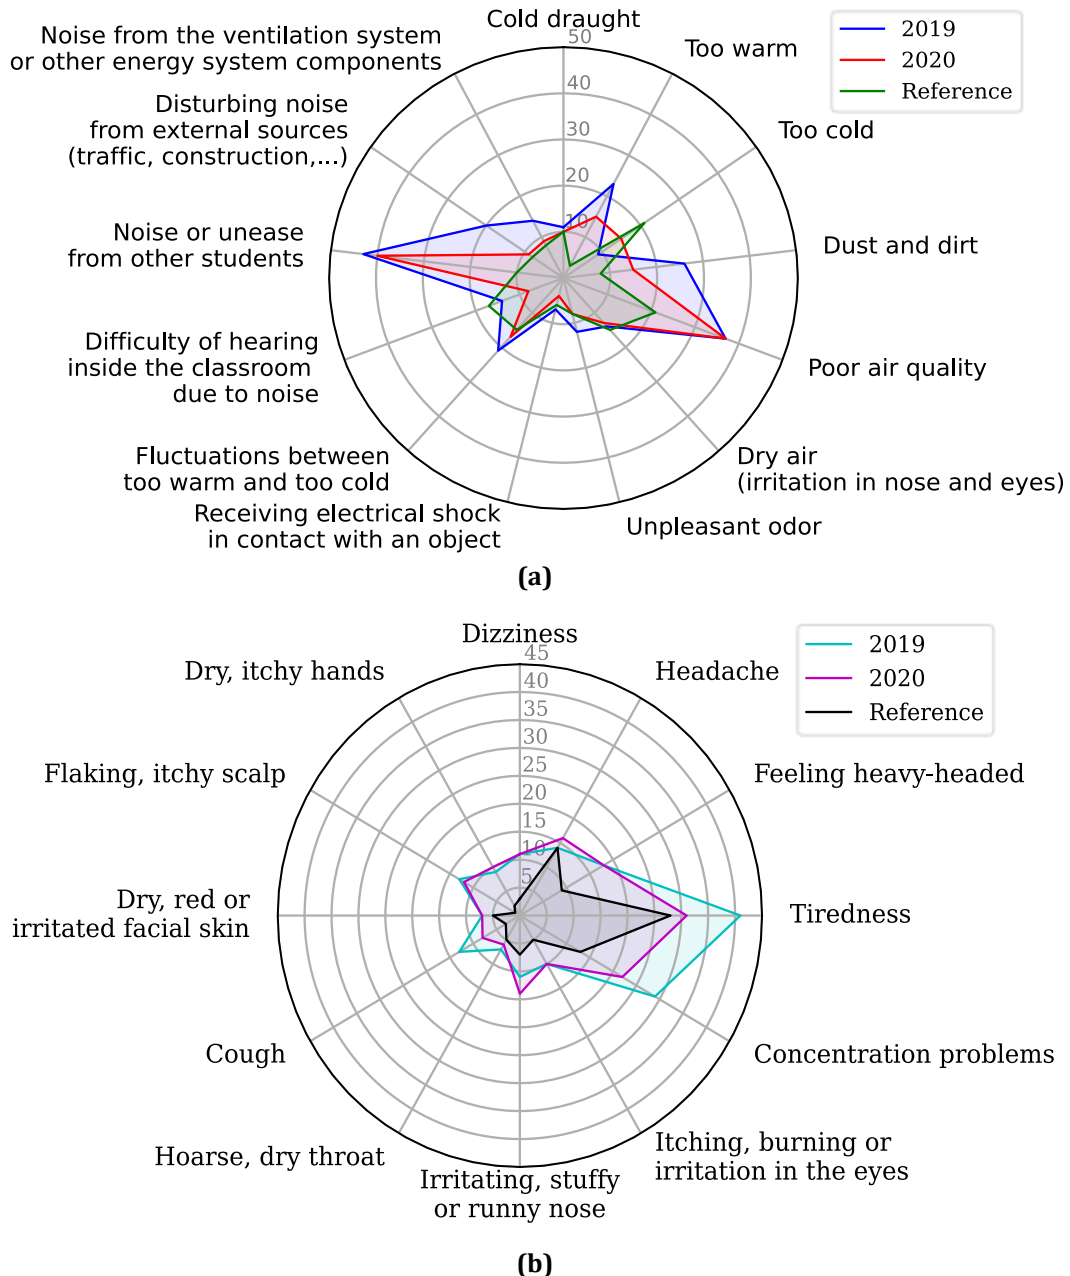 Cold draught
50
40
30
20
10
Too warm
Too cold
Dust and dirt
Poor air quality
Dry air
(irritation in nose and eyes)
Unpleasant odor
Receiving electrical shock
in contact with an object
Fluctuations between
too warm and too cold
Difficulty of hearing
inside the classroom
due to noise
Noise or unease
from other students
Disturbing noise
from external sources
(traffic, construction,...)
Noise from the ventilation system
or other energy system components
2019
2020
Reference
(a)
Dizziness
45
40
35
30
25
20
15
10
5
Headache
Feeling heavy-headed
Tiredness
Concentration problems
Itching, burning or
irritation in the eyes
Irritating, stuffy
or runny nose
Hoarse, dry throat
Cough
Dry, red or
irritated facial skin
Flaking, itchy scalp
Dry, itchy hands
2019
2020
Reference
(b)